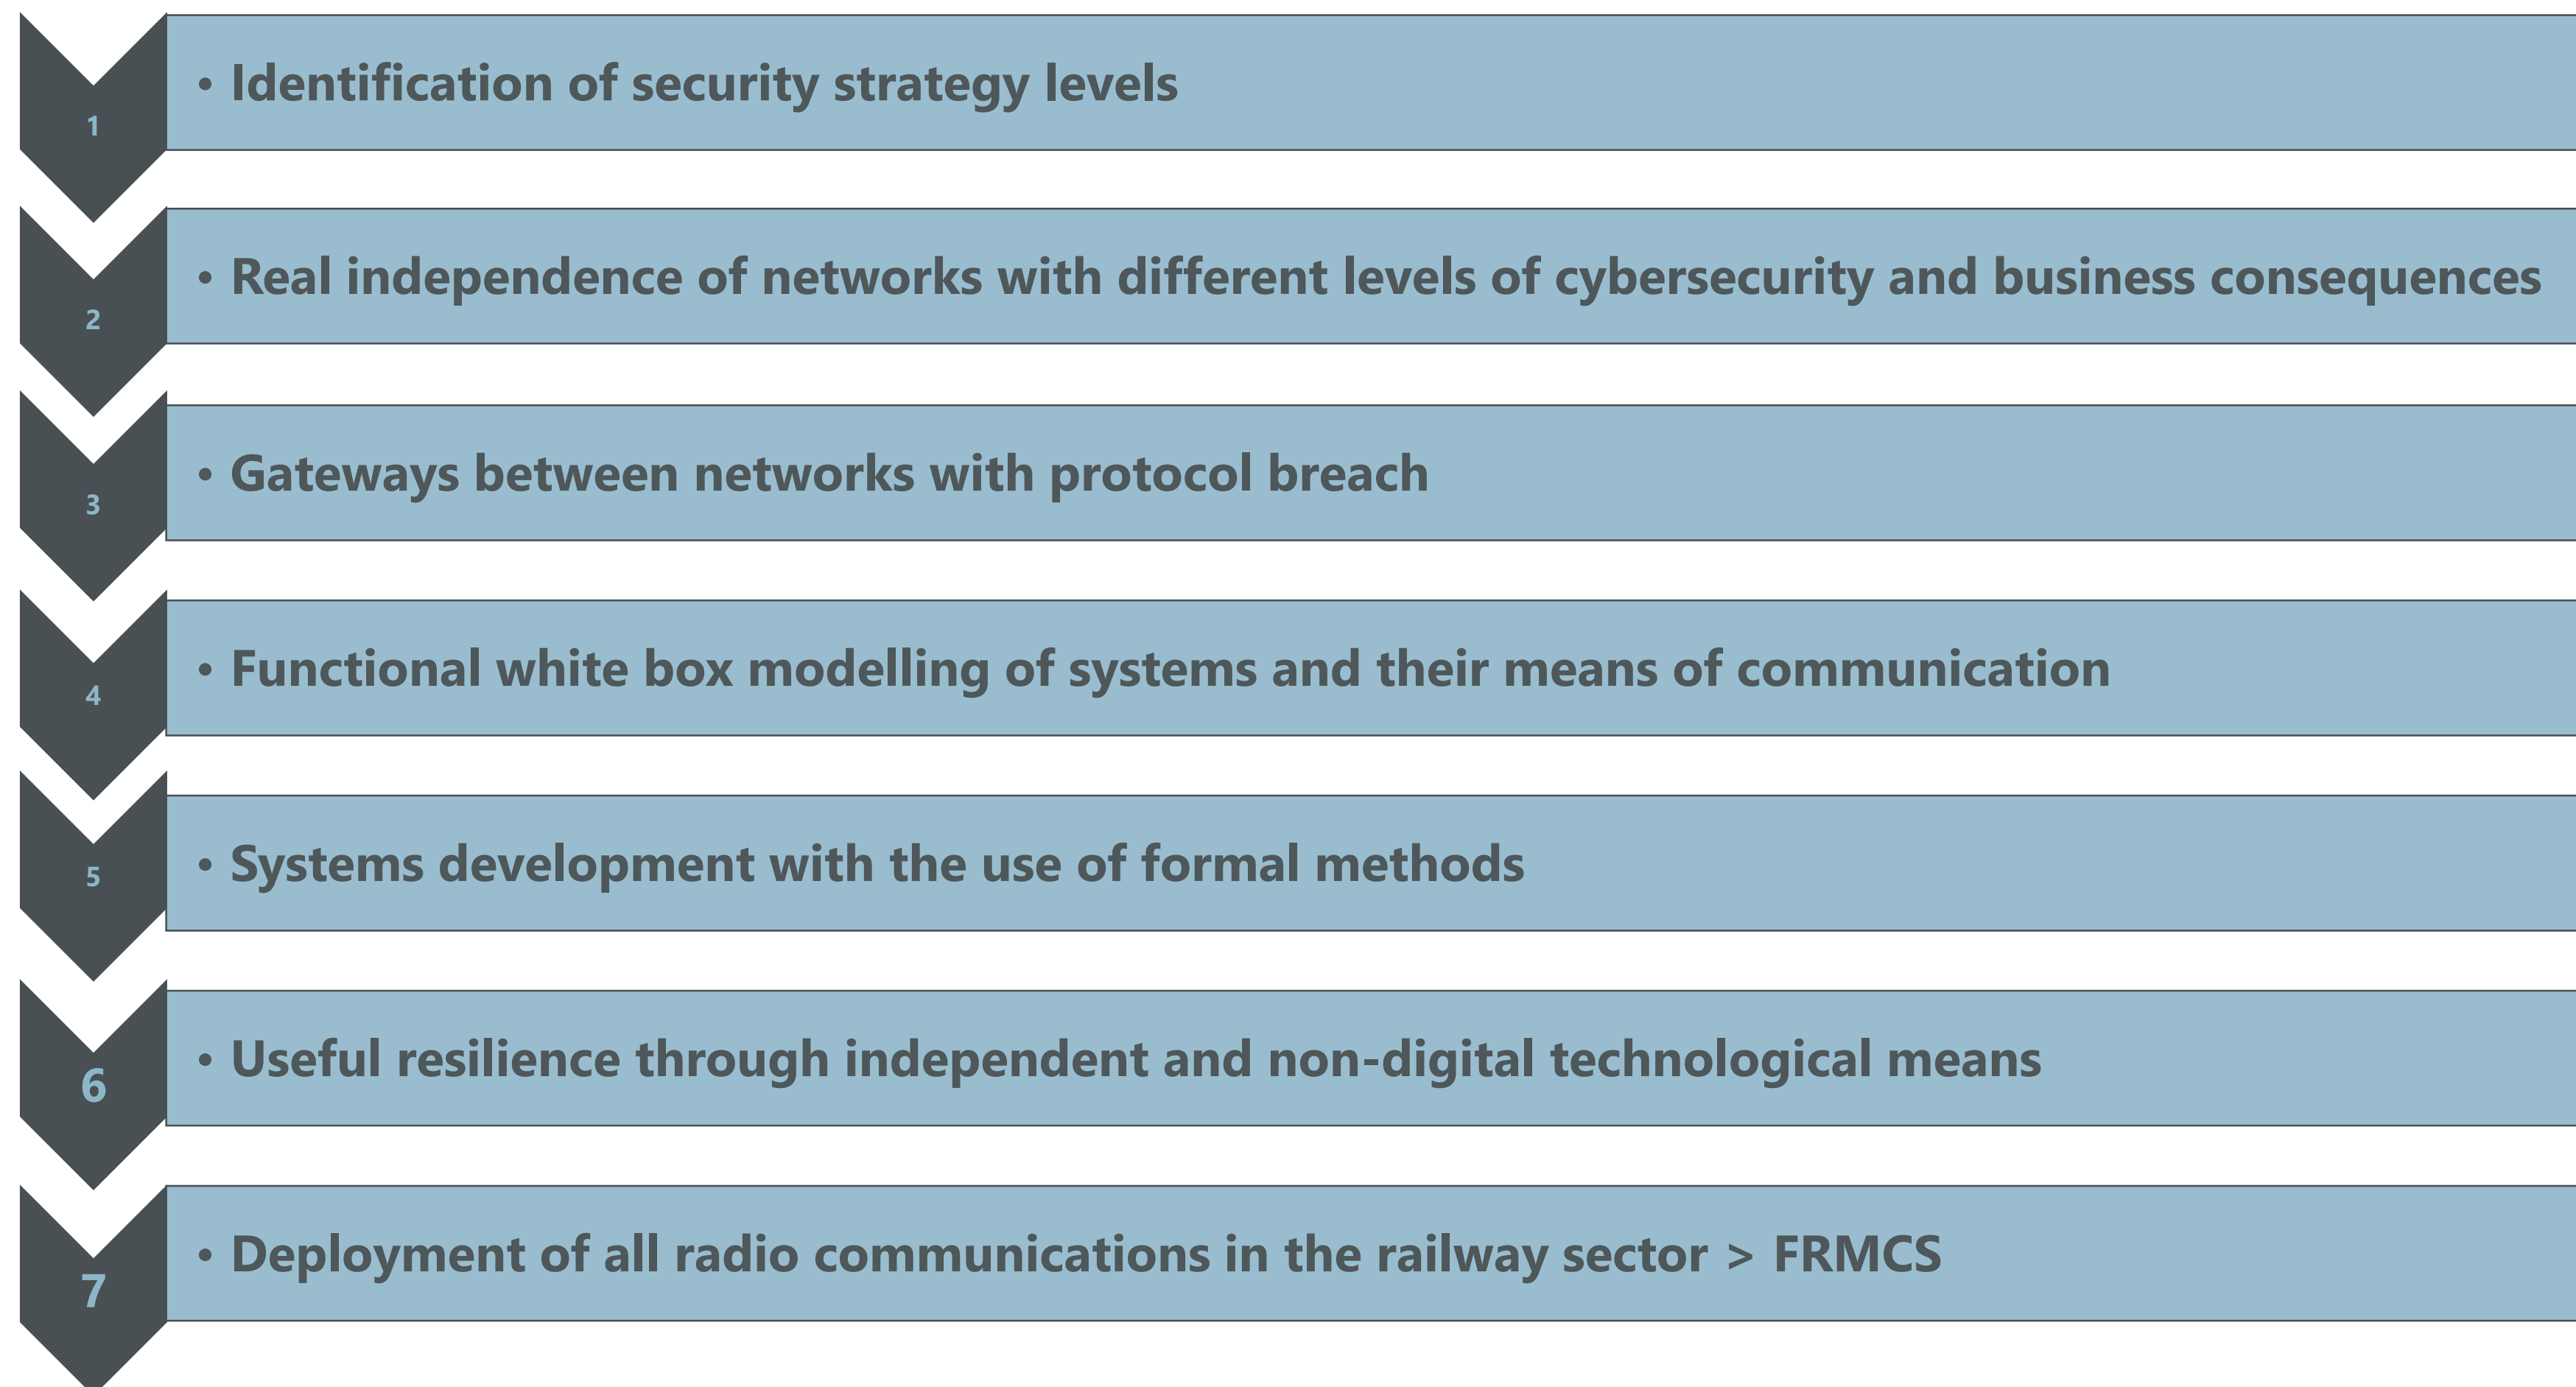 1
• Identification of security strategy levels
2
• Real independence of networks with different levels of cybersecurity and business consequences
3
• Gateways between networks with protocol breach
4
• Functional white box modelling of systems and their means of communication
5
• Systems development with the use of formal methods
6
• Useful resilience through independent and non-digital technological means
7
• Deployment of all radio communications in the railway sector > FRMCS